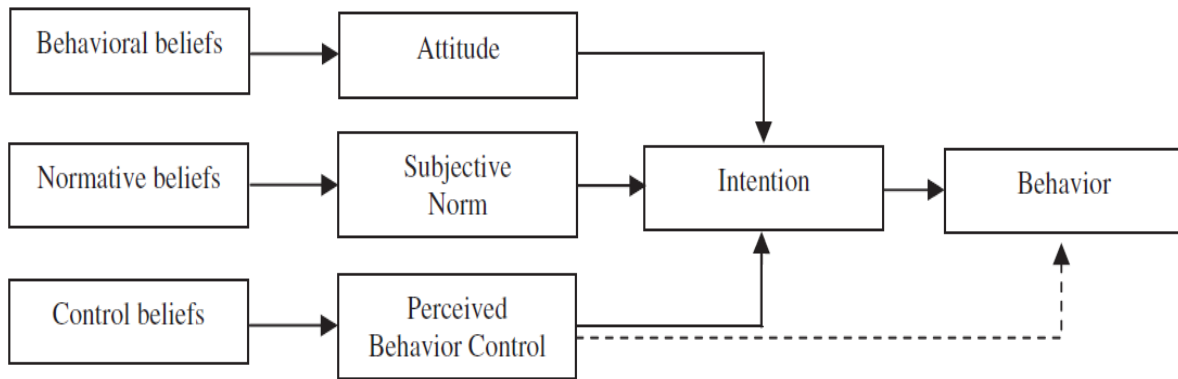 Behavioral beliefs
Attitude
Normative beliefs
Subjective
Norm
Intention
Behavior
Control beliefs
Perceived
Behavior Control